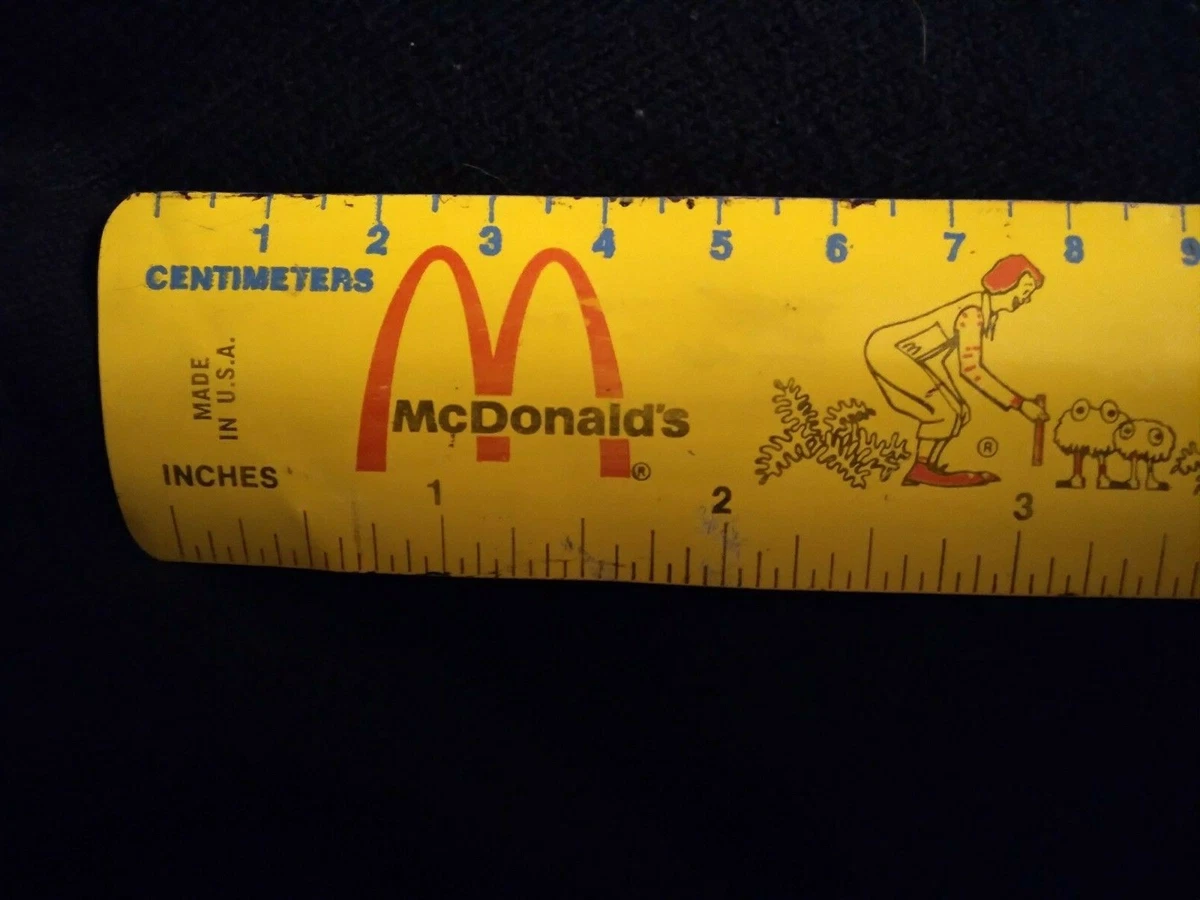 1 2 3 4 5 6 7 8 9
CENTIMETERS
MADE
IN U.S.A.
McDonald's
®
®
INCHES
1 2 3